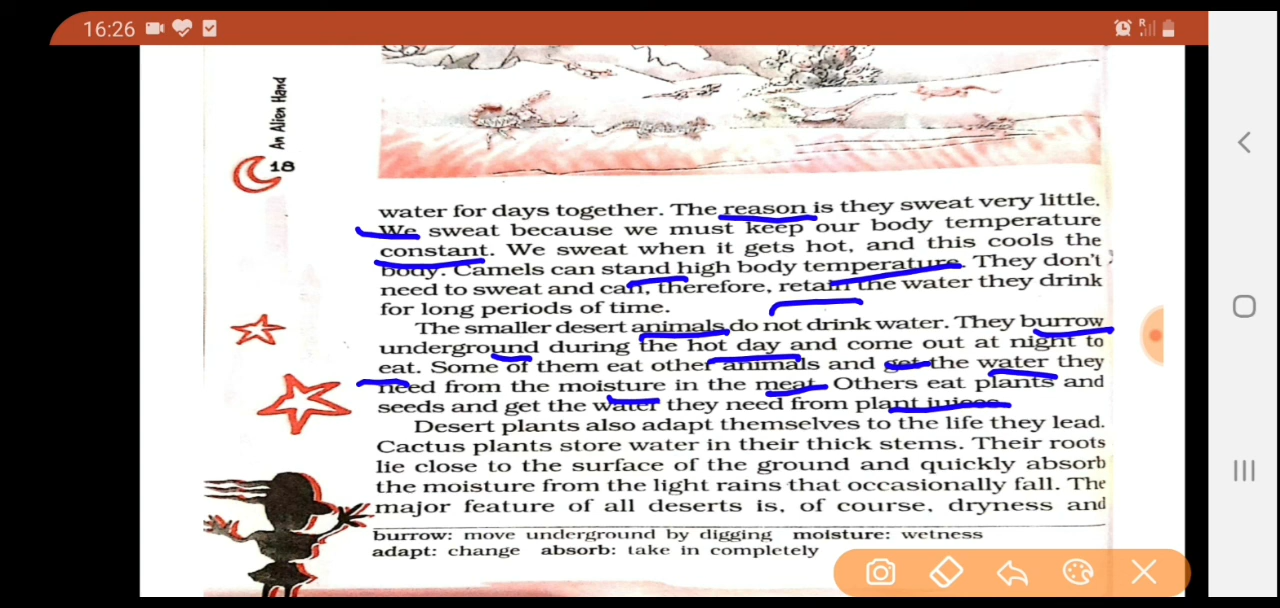 16:26
R
An Alien Hand
18
water for days together. The reason is they sweat very little.
We sweat because we must keep our body temperature
constant. We sweat when it gets hot, and this cools the
body. Camels can stand high body temperature. They don't
need to sweat and can, therefore, retain the water they drink
for long periods of time.
The smaller desert animals do not drink water. They burrow
underground during the hot day and come out at night to
eat. Some of them eat other animals and get the water they
need from the moisture in the meat. Others eat plants and
seeds and get the water they need from plant juices.
Desert plants also adapt themselves to the life they lead.
Cactus plants store water in their thick stems. Their roots
lie close to the surface of the ground and quickly absorb
the moisture from the light rains that occasionally fall. The
major feature of all deserts is, of course, dryness and
burrow: move underground by digging moisture: wetness
adapt: change absorb: take in completely